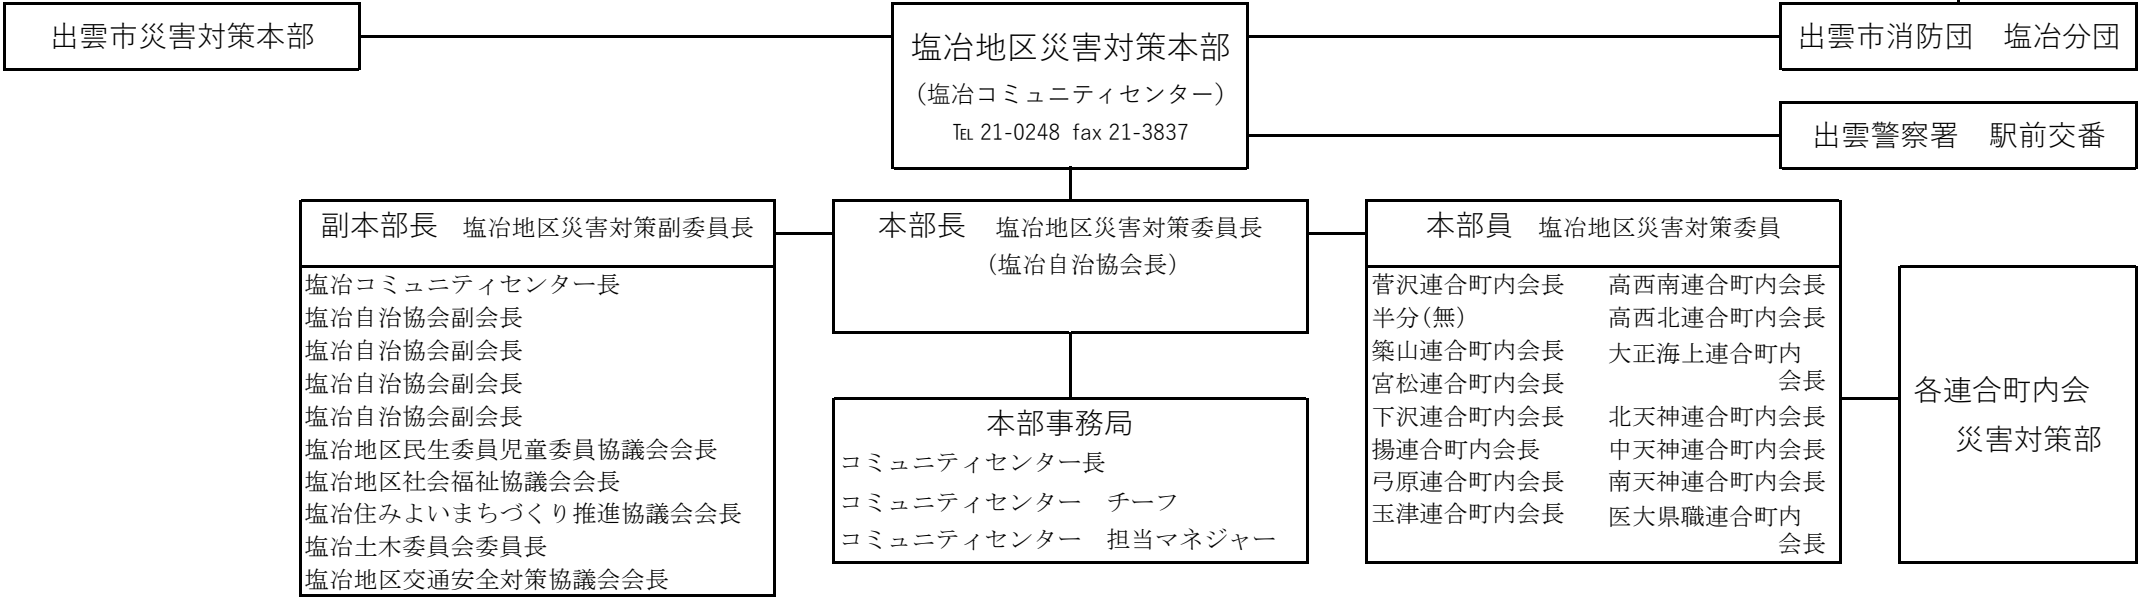 出雲市災害対策本部
塩冶地区災害対策本部
(塩冶コミュニティセンター)
℡ 21-0248 fax 21-3837
出雲市消防団　塩冶分団
出雲警察署　駅前交番
副本部長　塩冶地区災害対策副委員長
塩冶コミュニティセンター長
塩冶自治協会副会長
塩冶自治協会副会長
塩冶自治協会副会長
塩冶自治協会副会長
塩冶地区民生委員児童委員協議会会長
塩冶地区社会福祉協議会会長
塩冶住みよいまちづくり推進協議会会長
塩冶土木委員会委員長
塩冶地区交通安全対策協議会会長
本部長　塩冶地区災害対策委員長
(塩冶自治協会長)
本部事務局
コミュニティセンター長
コミュニティセンター　チーフ
コミュニティセンター　担当マネジャー
本部員　塩冶地区災害対策委員
菅沢連合町内会長
半分(無)
築山連合町内会長
宮松連合町内会長
下沢連合町内会長
揚連合町内会長
弓原連合町内会長
玉津連合町内会長
高西南連合町内会長
高西北連合町内会長
大正海上連合町内
会長
北天神連合町内会長
中天神連合町内会長
南天神連合町内会長
医大県職連合町内
会長
各連合町内会
災害対策部